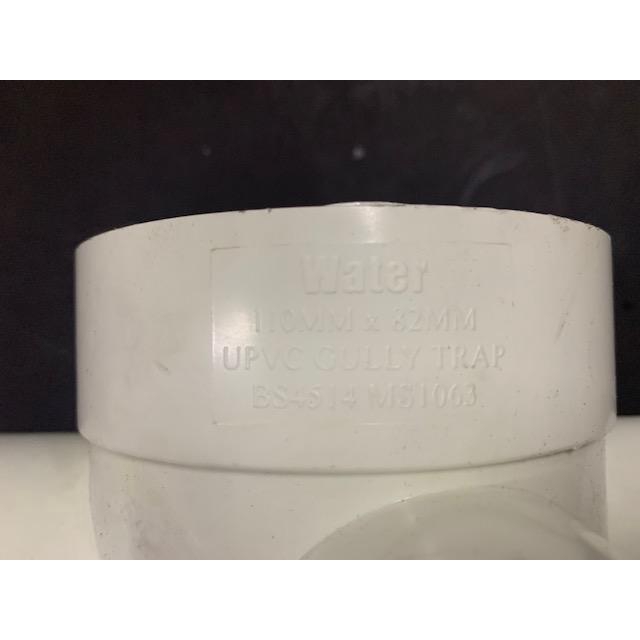 Water
110MM x 82MM
UPVC GULLY TRAP
BS4514 MS1063